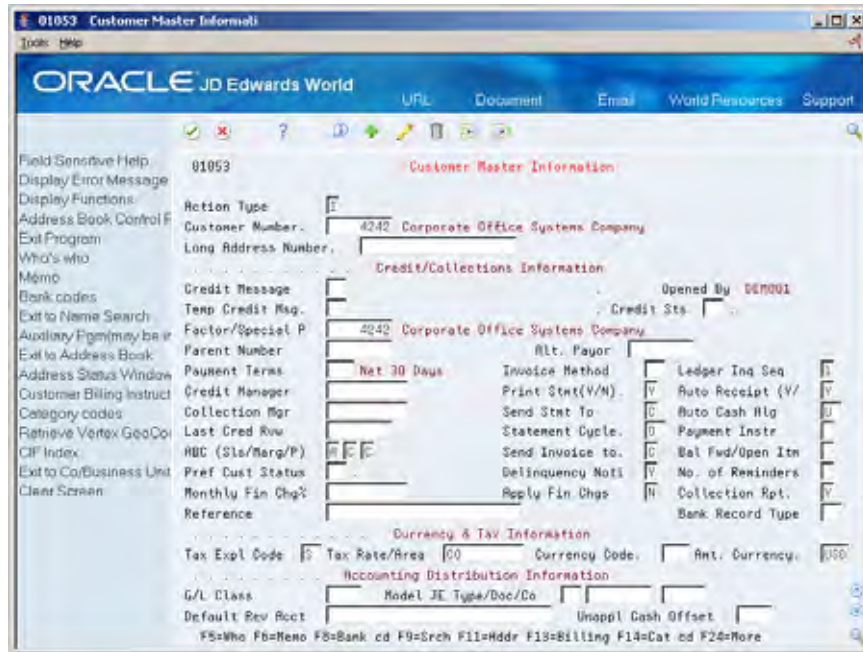 01053 Customer Master Informati
Tools Help
ORACLE JD Edwards World
URL Document Email World Resources Support
Field Sensitive Help
Display Error Message
Display Functions
Address Book Control F
Exit Program
Who's who
Memo
Bank codes
Exit to Name Search
Auxiliary Pgm(may be ir
Exit to Address Book
Address Status Window
Customer Billing Instruct
Category codes
Retrieve Vertex GeoCo
CIF Index
Exit to Co/Business Unit
Clear Screen
01053 Customer Master Information
Action Type I
Customer Number. 4242 Corporate Office Systems Company
Long Address Number.
. . . . . . . . . . Credit/Collections Information
Credit Message . Opened By DEMO01
Temp Credit Msg. . Credit Sts .
Factor/Special P 4242 Corporate Office Systems Company
Parent Number Alt. Payor
Payment Terms Net 30 Days Invoice Method Ledger Inq Seq I
Credit Manager Print Stmt(Y/N). Y Auto Receipt (Y/ Y
Collection Mgr Send Stmt To C Auto Cash Alg U
Last Cred Rvw Statement Cycle. D Payment Instr
ABC (Sls/Marg/P) A C C Send Invoice to. C Bal Fwd/Open Itm
Pref Cust Status . Delinquency Noti Y No. of Reminders
Monthly Fin Chg% Apply Fin Chgs N Collection Rpt. Y
Reference Bank Record Type
. . . . . . . . . . Currency & Tax Information
Tax Expl Code S Tax Rate/Area CO Currency Code. Amt. Currency. USD
. . . . . . . . Accounting Distribution Information
G/L Class Model JE Type/Doc/Co
Default Rev Acct Unappl Cash Offset
F5=Who F6=Memo F8=Bank cd F9=Srch F11=Addr F13=Billing F14=Cat cd F24=More